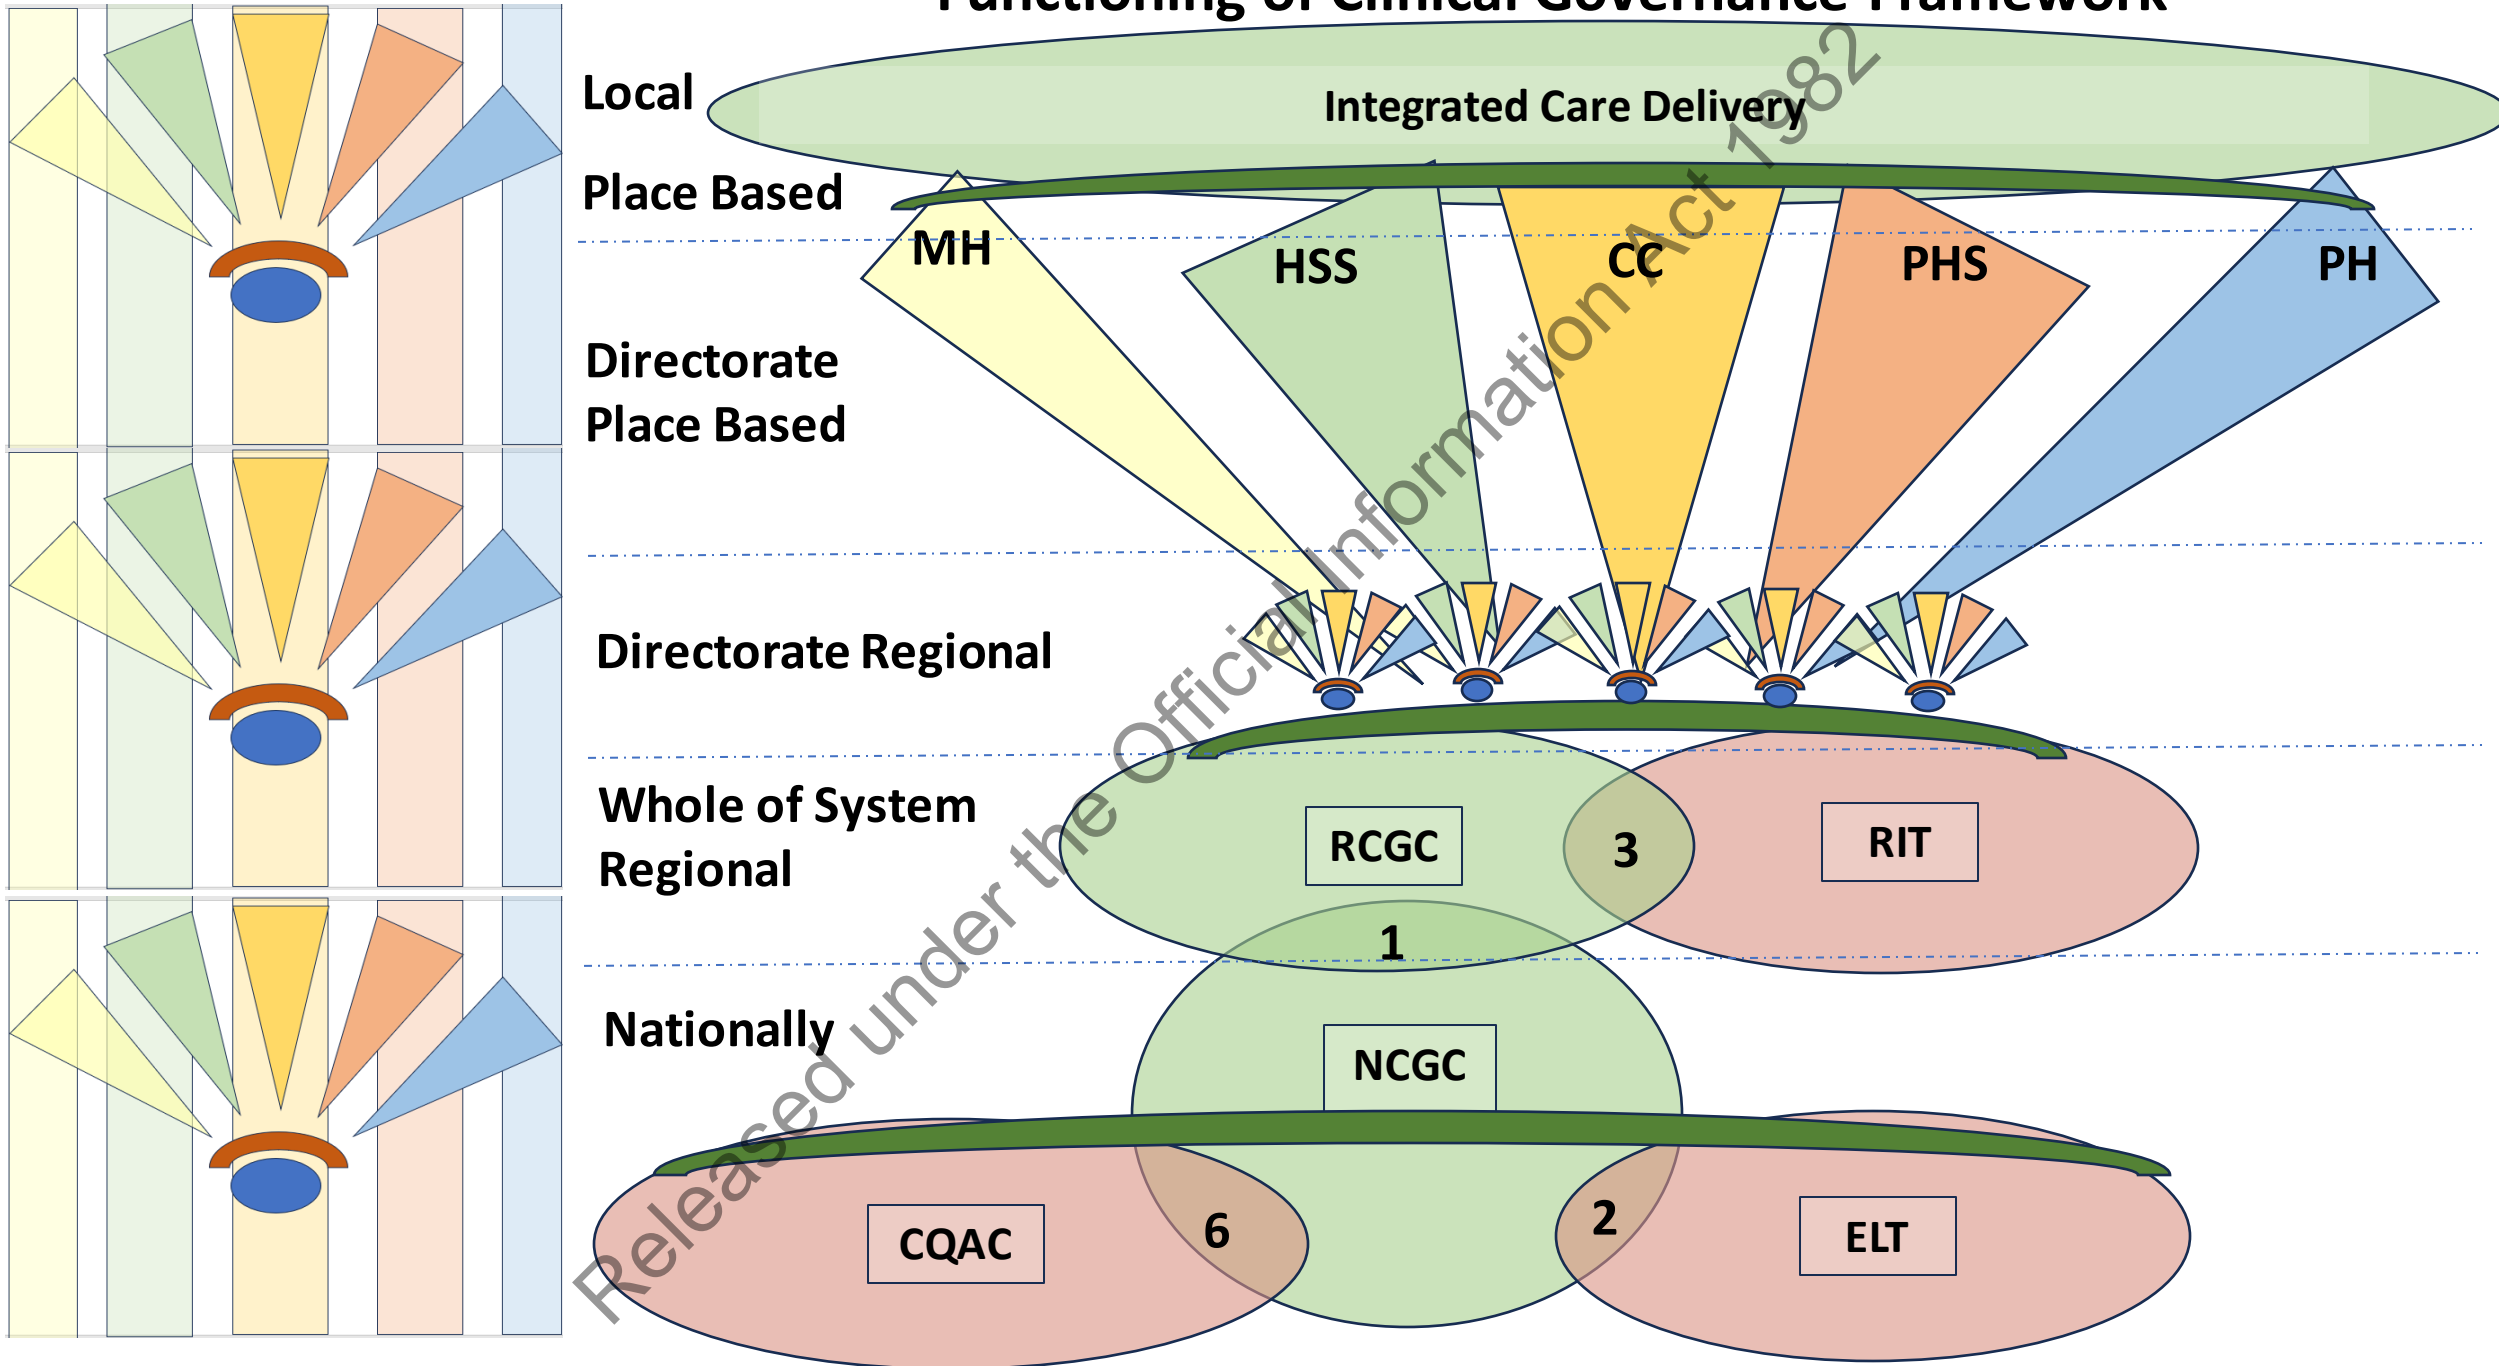 Functioning of Clinical Governance Framework
Local
Integrated Care Delivery
Place Based
MH
HSS
CC
PHS
PH
Directorate
Place Based
Directorate Regional
Whole of System
Regional
RCGC
3
RIT
1
Nationally
NCGC
CQAC
6
2
ELT
Released under the Official Information Act 1982